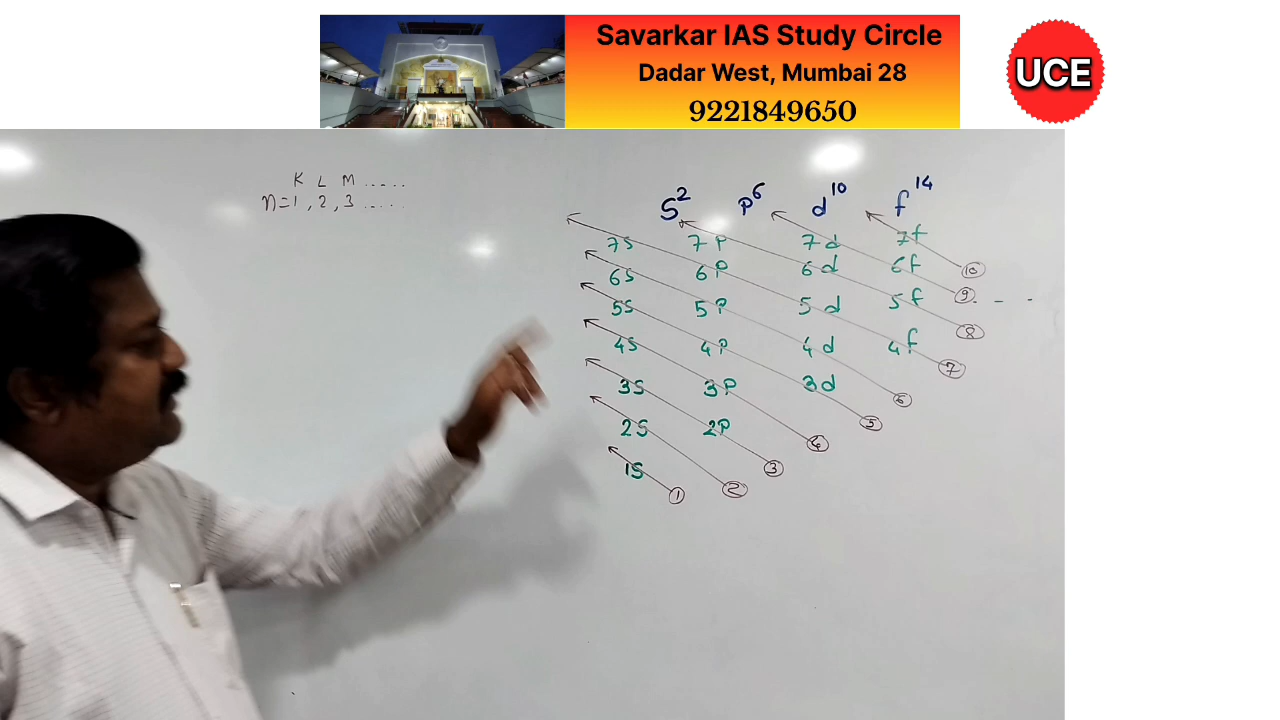 Savarkar IAS Study Circle
Dadar West, Mumbai 28
9221849650
UCE
K L M .....
n=1, 2, 3 .....
S² P⁶ d¹⁰ f¹⁴
7S 7P 7d 7f
6S 6P 6d 6f ⑩
5S 5P 5d 5f ⑨ . - -
4S 4P 4d 4f ⑧
3S 3P 3d ⑦
2S 2P ⑥
1S ⑤
④
③
②
①